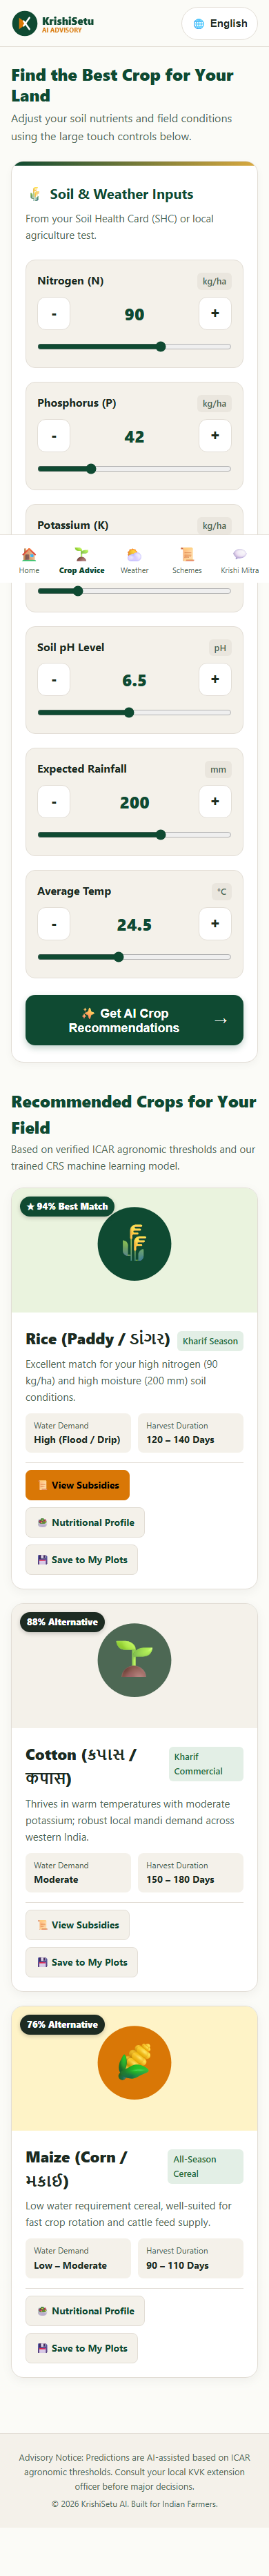 KrishiSetu
AI ADVISORY
English
Find the Best Crop for Your
Land
Adjust your soil nutrients and field conditions
using the large touch controls below.
Soil & Weather Inputs
From your Soil Health Card (SHC) or local
agriculture test.
Nitrogen (N)
kg/ha
- 90 +
Phosphorus (P)
kg/ha
- 42 +
Potassium (K)
kg/ha
Home
Crop Advice
Weather
Schemes
Krishi Mitra
Soil pH Level
pH
- 6.5 +
Expected Rainfall
mm
- 200 +
Average Temp
°C
- 24.5 +
✨ Get AI Crop
Recommendations →
Recommended Crops for Your
Field
Based on verified ICAR agronomic thresholds and our
trained CRS machine learning model.
★ 94% Best Match
Rice (Paddy / ડાંગર)
Kharif Season
Excellent match for your high nitrogen (90
kg/ha) and high moisture (200 mm) soil
conditions.
Water Demand
High (Flood / Drip)
Harvest Duration
120 – 140 Days
View Subsidies
Nutritional Profile
Save to My Plots
88% Alternative
Cotton (કપાસ /
कपास)
Kharif
Commercial
Thrives in warm temperatures with moderate
potassium; robust local mandi demand across
western India.
Water Demand
Moderate
Harvest Duration
150 – 180 Days
View Subsidies
Save to My Plots
76% Alternative
Maize (Corn /
મકાઈ)
All-Season
Cereal
Low water requirement cereal, well-suited for
fast crop rotation and cattle feed supply.
Water Demand
Low – Moderate
Harvest Duration
90 – 110 Days
Nutritional Profile
Save to My Plots
Advisory Notice: Predictions are AI-assisted based on ICAR
agronomic thresholds. Consult your local KVK extension
officer before major decisions.
© 2026 KrishiSetu AI. Built for Indian Farmers.